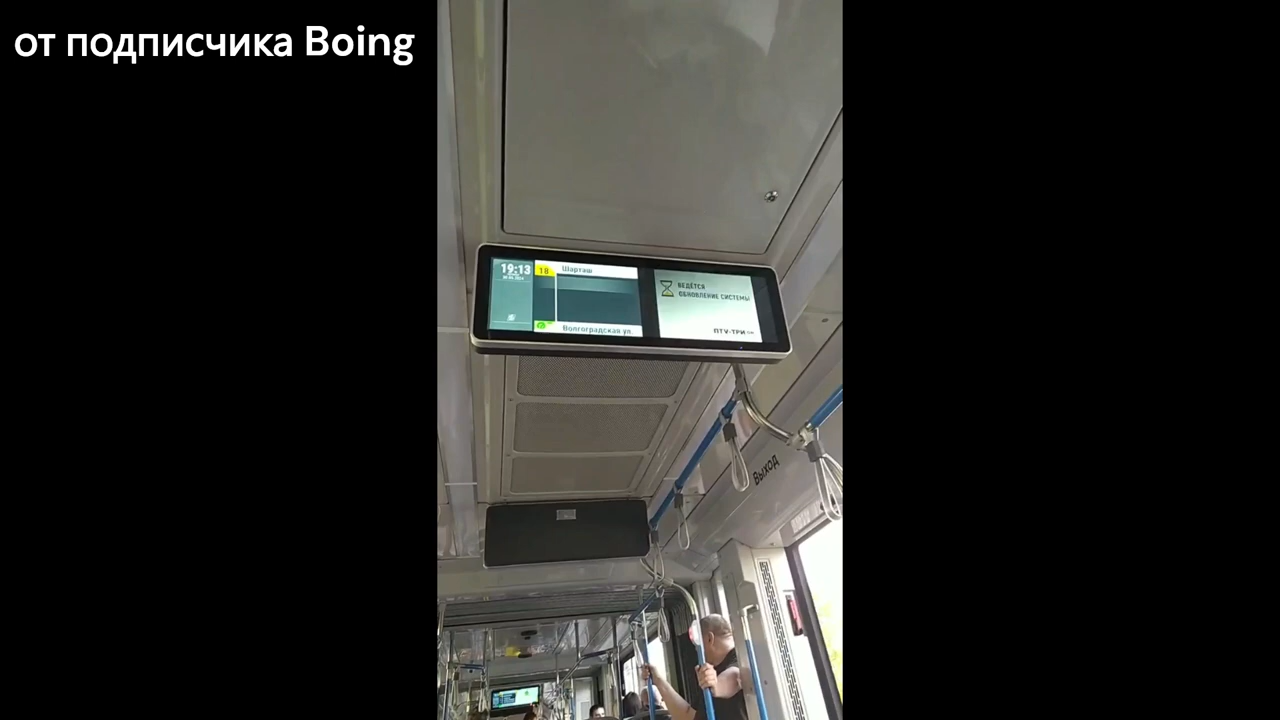 от подписчика Boing
19:13
18
Шарташ
Волгоградская ул.
ВЕДЁТСЯ
ОБНОВЛЕНИЕ СИСТЕМЫ
ПТУ-ТРИ
Выход